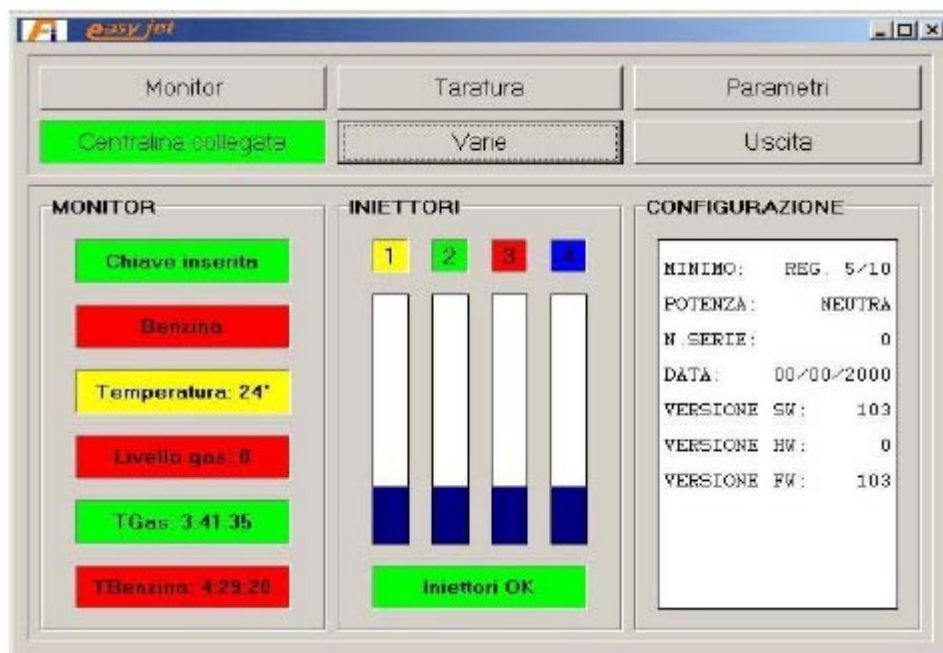 easy jet
Monitor
Taratura
Parametri
Centralina collegata
Varie
Uscita
MONITOR
Chiave inserita
Benzina
Temperatura: 24°
Livello gas: 0
TGas: 3:41:35
TBenzina: 4:29:20
INIETTORI
1 2 3 4
Iniettori OK
CONFIGURAZIONE
MINIMO: REG. 5/10
POTENZA: NEUTRA
N.SERIE: 0
DATA: 00/00/2000
VERSIONE SW: 103
VERSIONE HW: 0
VERSIONE FW: 103